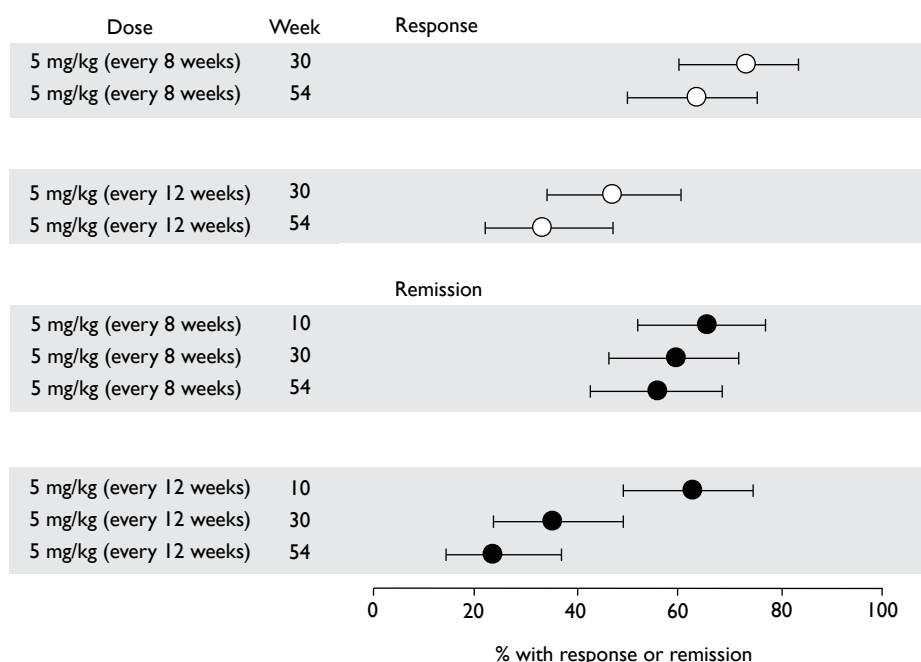 Dose Week Response
5 mg/kg (every 8 weeks) 30
5 mg/kg (every 8 weeks) 54
5 mg/kg (every 12 weeks) 30
5 mg/kg (every 12 weeks) 54
Remission
5 mg/kg (every 8 weeks) 10
5 mg/kg (every 8 weeks) 30
5 mg/kg (every 8 weeks) 54
5 mg/kg (every 12 weeks) 10
5 mg/kg (every 12 weeks) 30
5 mg/kg (every 12 weeks) 54
0 20 40 60 80 100
% with response or remission